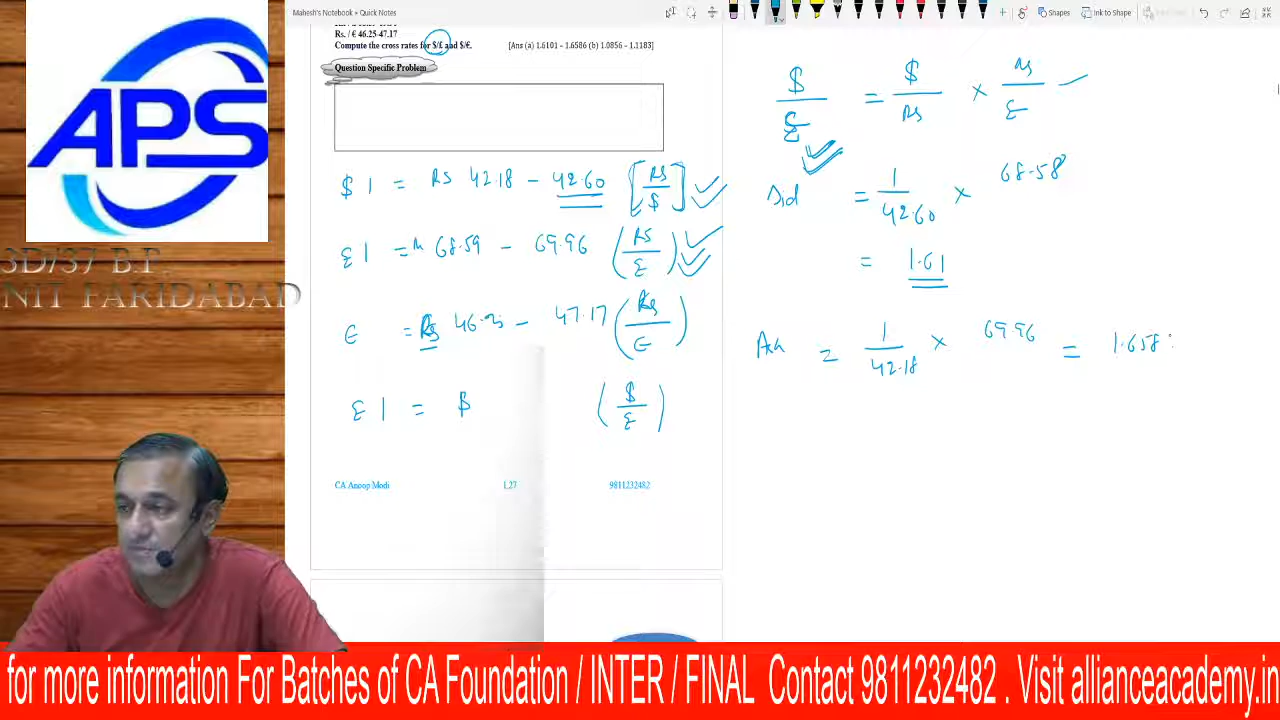 Mahesh's Notebook » Quick Notes
Shapes
Ink to Shape
APS
3D/37 B.P.
NIT FARIDABAD
Rs. / € 46.25-47.17
Compute the cross rates for $/£ and $/€. [Ans (a) 1.6101 – 1.6586 (b) 1.0856 – 1.1183]
Question Specific Problem
$ 1 = Rs 42.18 – 42.60 [Rs/$]
£ 1 = 68.59 – 69.96 (Rs/£)
€ = Rs 46.25 – 47.17 (Rs/€)
£ 1 = $ ($/£)
CA Anoop Modi 1.27 9811232482
$/£ = $/Rs × Rs/£
Bid = 1/42.60 × 68.58
= 1.61
Ask = 1/42.18 × 69.96 = 1.658
for more information For Batches of CA Foundation / INTER / FINAL Contact 9811232482 . Visit allianceacademy.in